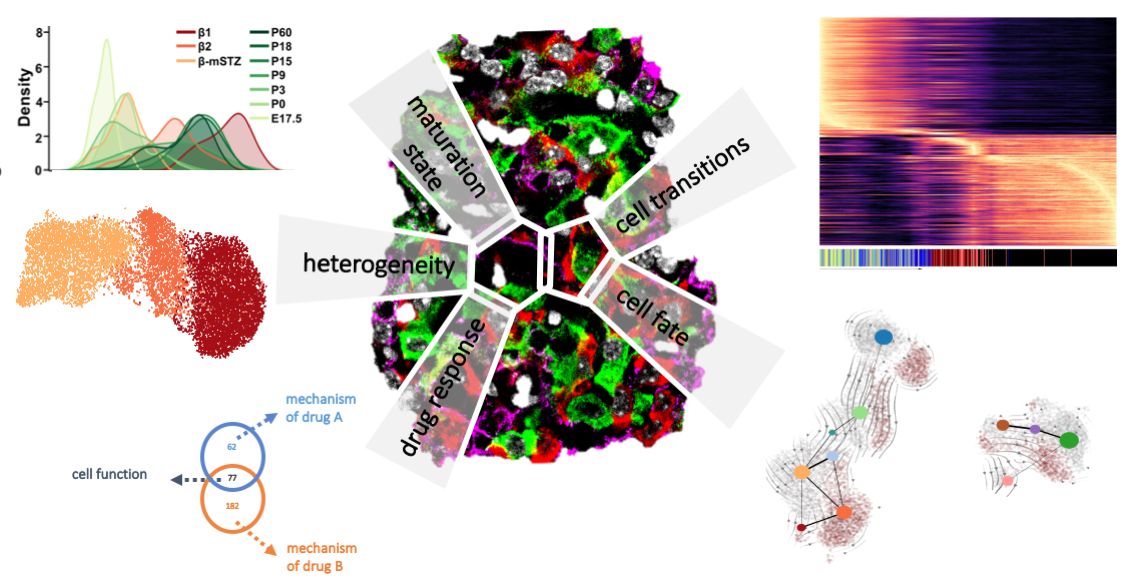 8
6
4
2
0
Density
β1
β2
β-mSTZ
P60
P18
P15
P9
P3
P0
E17.5
maturation
state
cell transitions
heterogeneity
cell fate
drug response
mechanism
of drug A
62
cell function
77
182
mechanism
of drug B